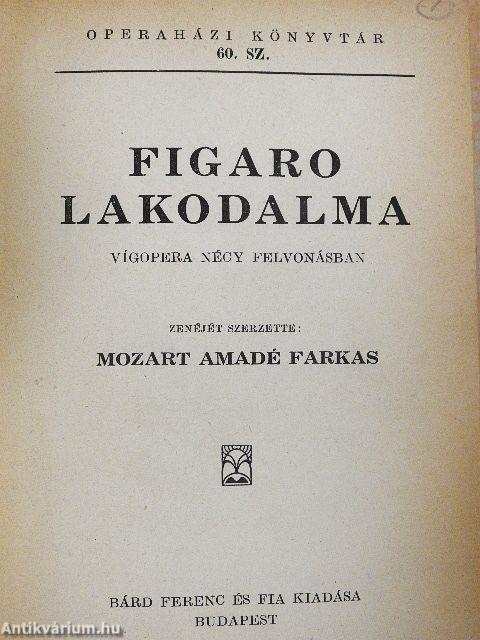 OPERAHÁZI KÖNYVTÁR
60. SZ.
FIGARO
LAKODALMA
VÍGOPERA NÉGY FELVONÁSBAN
ZENÉJÉT SZERZETTE:
MOZART AMADÉ FARKAS
BÁRD FERENC ÉS FIA KIADÁSA
BUDAPEST
Antikvárium.hu